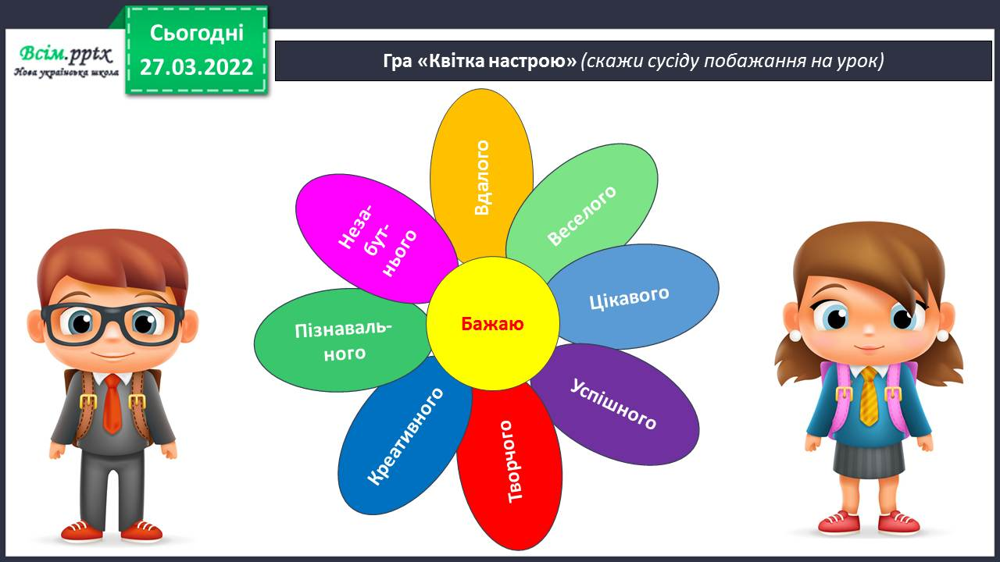 Всім.pptx
Нова українська школа
Сьогодні
27.03.2022
Гра «Квітка настрою» (скажи сусіду побажання на урок)
Вдалого
Веселого
Цікавого
Успішного
Творчого
Креативного
Пізнаваль-
ного
Неза-
бут-
нього
Бажаю